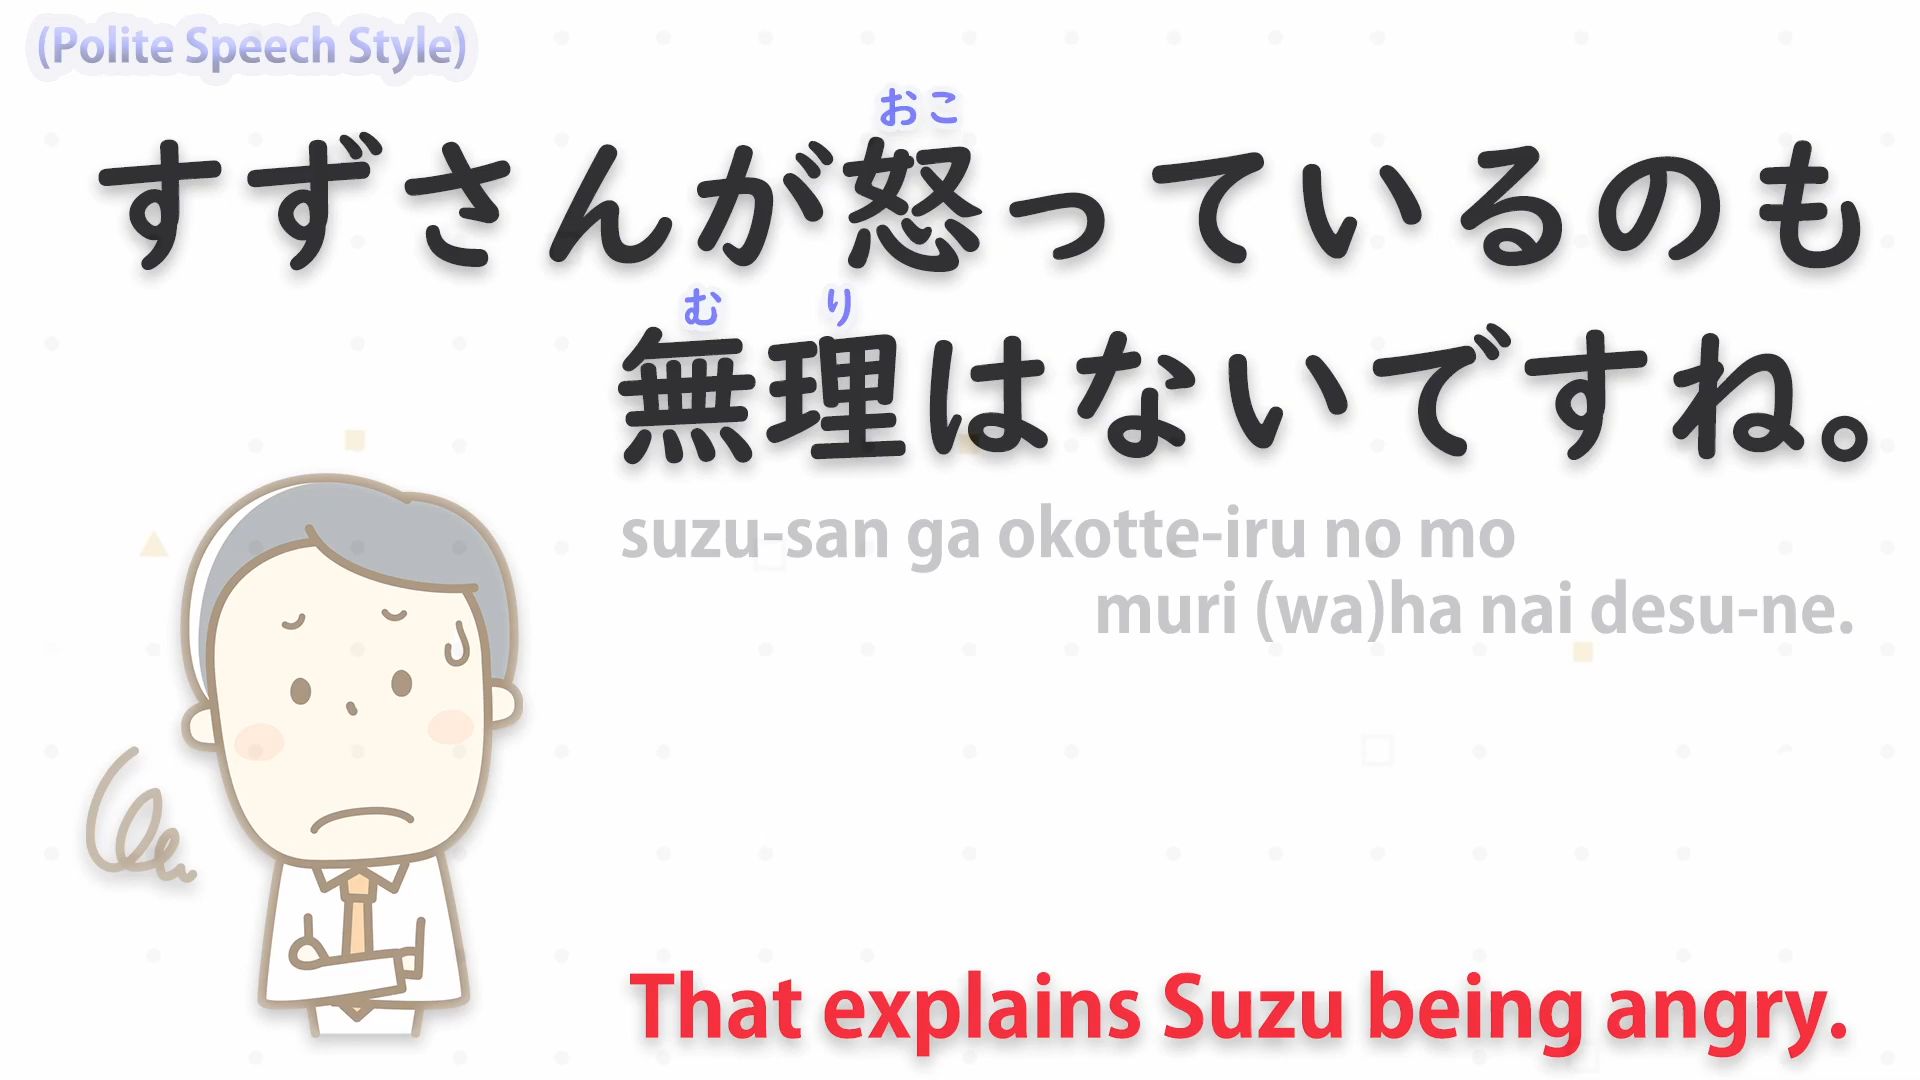 (Polite Speech Style)
おこ
すずさんが怒っているのも
む り
無理はないですね。
suzu-san ga okotte-iru no mo
muri (wa)ha nai desu-ne.
That explains Suzu being angry.